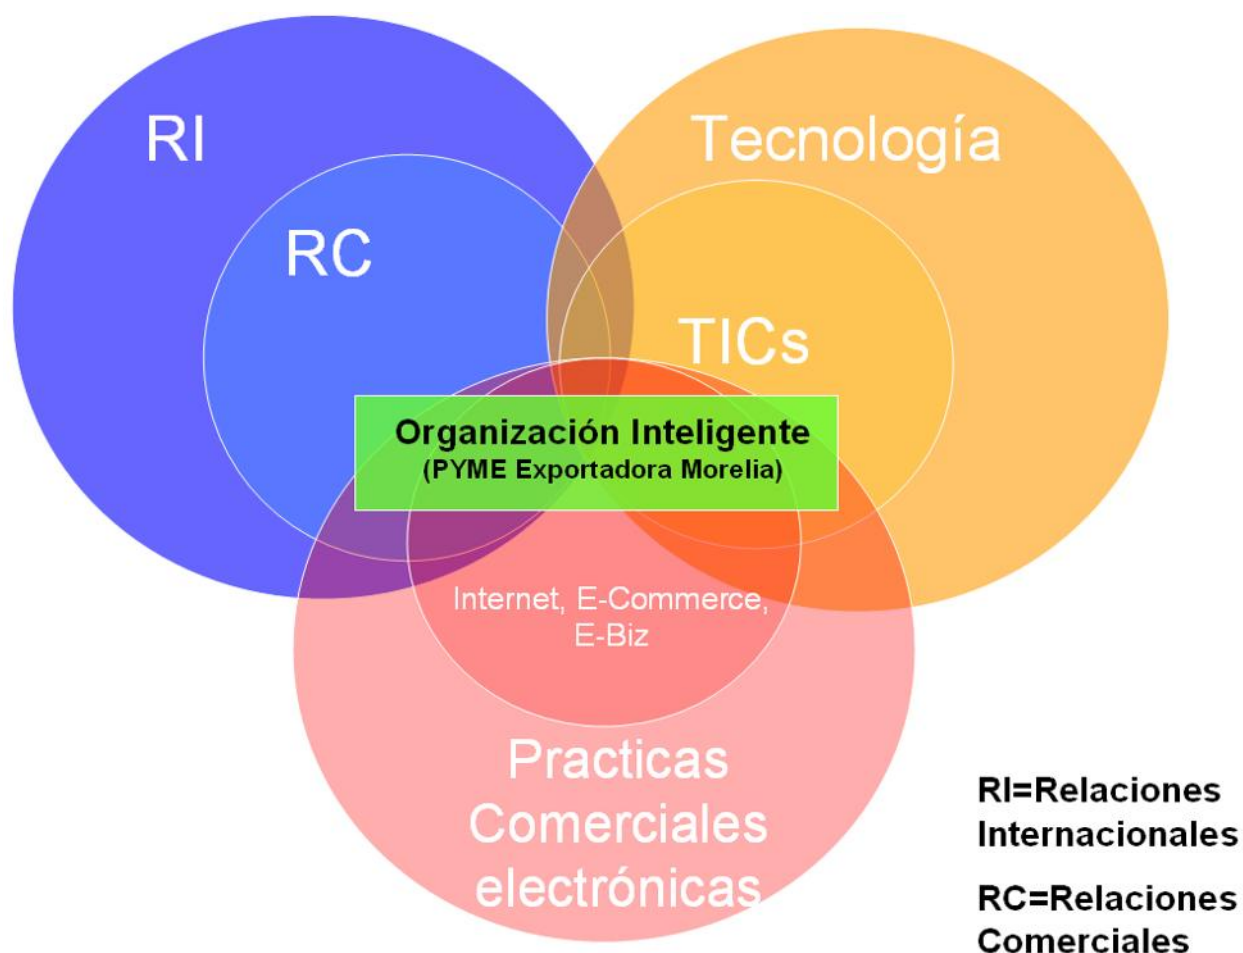 RI
Tecnología
RC
TICs
Organización Inteligente
(PYME Exportadora Morelia)
Internet, E-Commerce,
E-Biz
Practicas
Comerciales
electrónicas
RI=Relaciones
Internacionales
RC=Relaciones
Comerciales